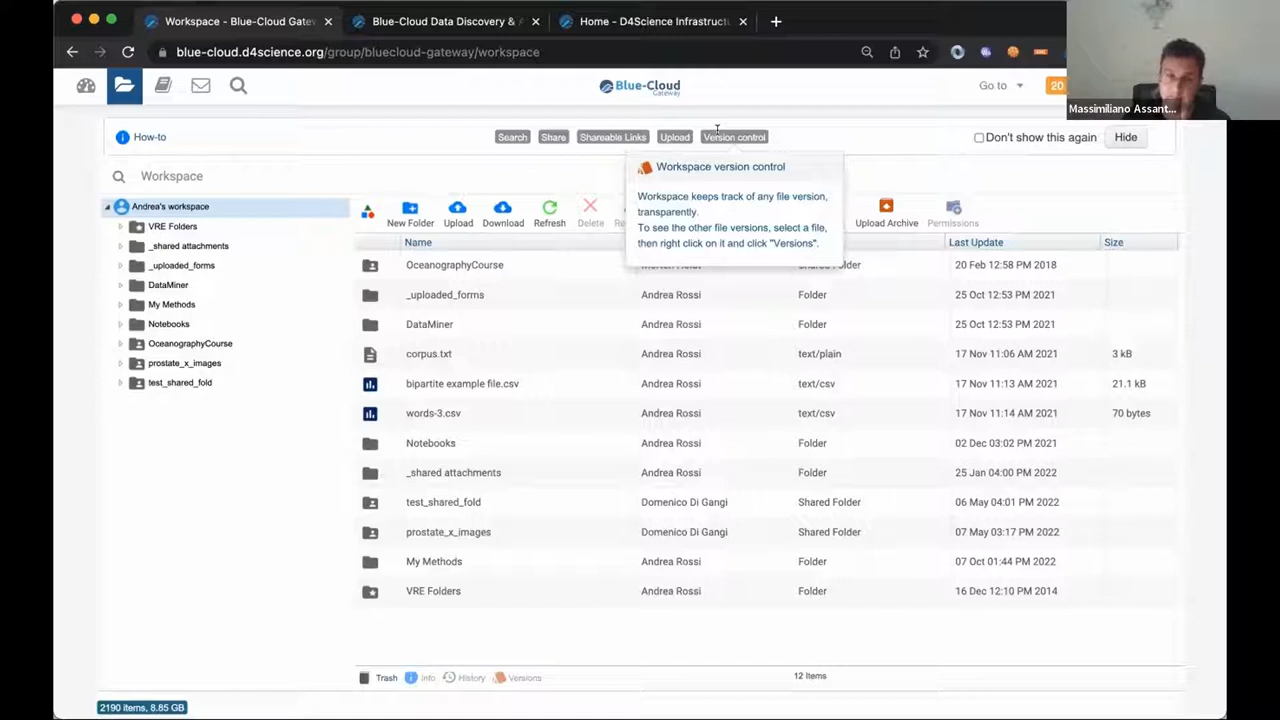 Workspace - Blue-Cloud Gatew
Blue-Cloud Data Discovery &
Home - D4Science Infrastructu
blue-cloud.d4science.org/group/bluecloud-gateway/workspace
Massimiliano Assant...
Blue-Cloud
Gateway
Go to
20
How-to
Search
Share
Shareable Links
Upload
Version control
Don't show this again
Hide
Workspace version control
Workspace keeps track of any file version,
transparently.
To see the other file versions, select a file,
then right click on it and click "Versions".
Workspace
Andrea's workspace
VRE Folders
_shared attachments
_uploaded_forms
DataMiner
My Methods
Notebooks
OceanographyCourse
prostate_x_images
test_shared_fold
New Folder
Upload
Download
Refresh
Delete
Upload Archive
Permissions
Name Last Update Size
OceanographyCourse 20 Feb 12:58 PM 2018
_uploaded_forms Andrea Rossi Folder 25 Oct 12:53 PM 2021
DataMiner Andrea Rossi Folder 25 Oct 12:53 PM 2021
corpus.txt Andrea Rossi text/plain 17 Nov 11:06 AM 2021 3 kB
bipartite example file.csv Andrea Rossi text/csv 17 Nov 11:13 AM 2021 21.1 kB
words-3.csv Andrea Rossi text/csv 17 Nov 11:14 AM 2021 70 bytes
Notebooks Andrea Rossi Folder 02 Dec 03:02 PM 2021
_shared attachments Andrea Rossi Folder 25 Jan 04:00 PM 2022
test_shared_fold Domenico Di Gangi Shared Folder 06 May 04:01 PM 2022
prostate_x_images Domenico Di Gangi Shared Folder 07 May 03:17 PM 2022
My Methods Andrea Rossi Folder 07 Oct 01:44 PM 2022
VRE Folders Andrea Rossi Folder 16 Dec 12:10 PM 2014
Trash
Info
History
Versions
12 Items
2190 items, 8.85 GB